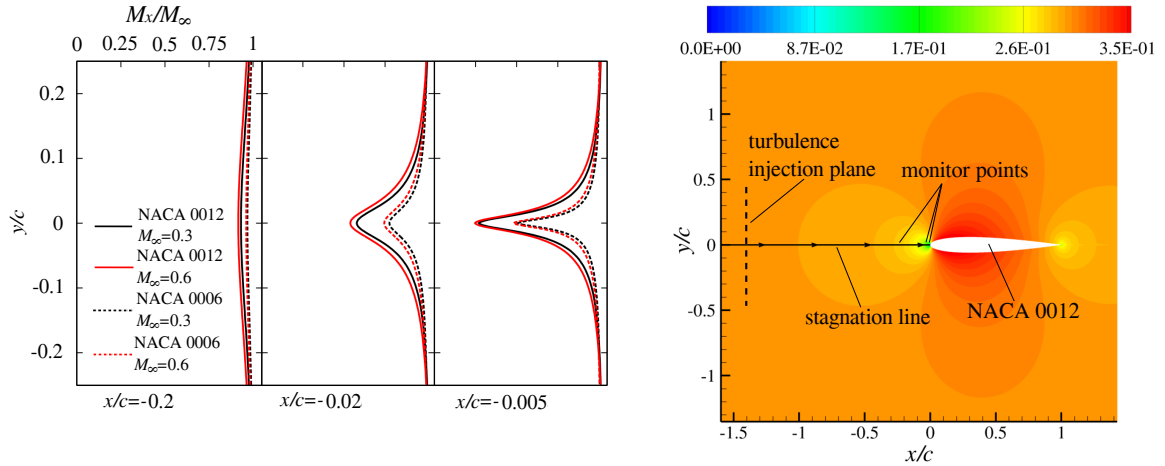 Mx/M∞
0 0.25 0.5 0.75 1
0.2
0.1
0
-0.1
-0.2
y/c
NACA 0012
M∞=0.3
NACA 0012
M∞=0.6
NACA 0006
M∞=0.3
NACA 0006
M∞=0.6
x/c=-0.2
x/c=-0.02
x/c=-0.005
0.0E+00 8.7E-02 1.7E-01 2.6E-01 3.5E-01
1
0.5
0
-0.5
-1
y/c
turbulence
injection plane
monitor points
stagnation line
NACA 0012
-1.5 -1 -0.5 0 0.5 1
x/c